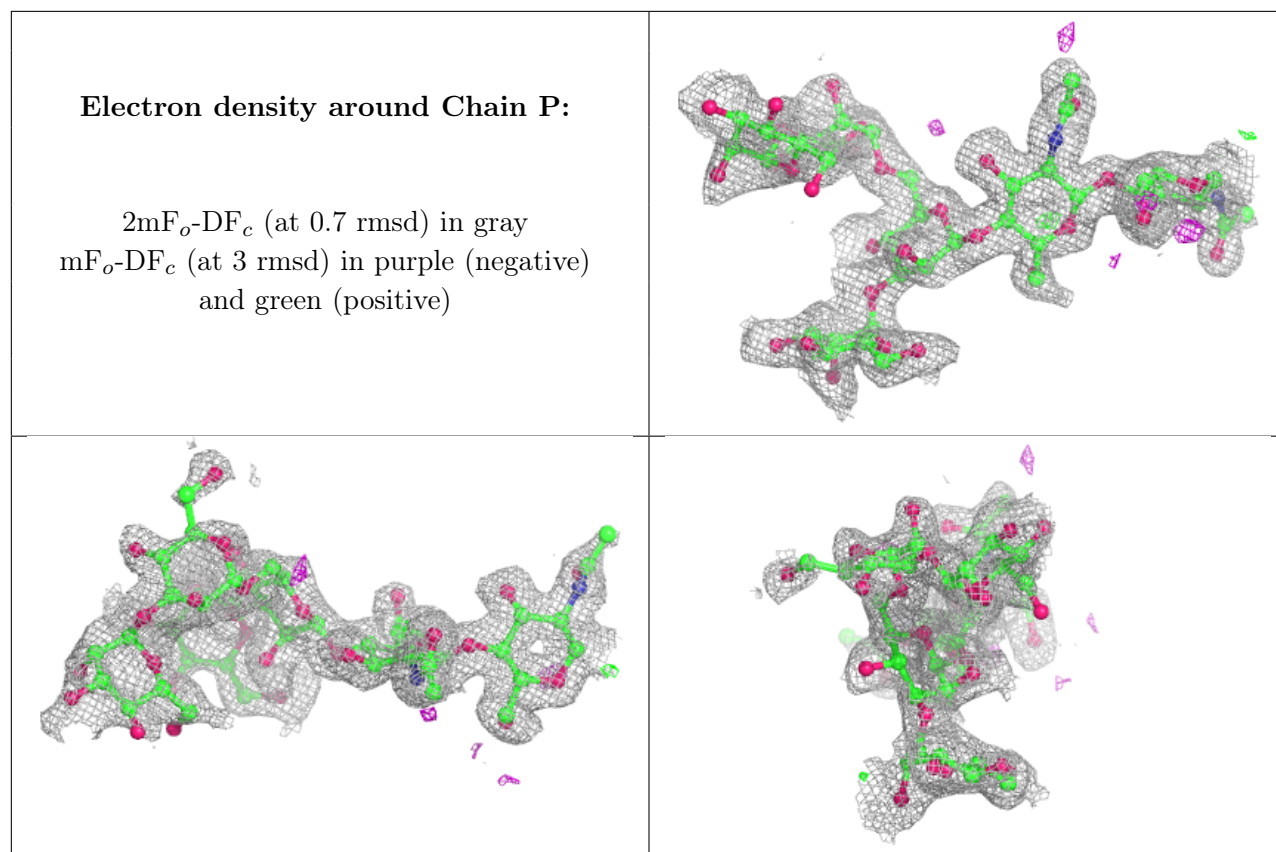 Electron density around Chain P:
2mFo-DFc (at 0.7 rmsd) in gray
mFo-DFc (at 3 rmsd) in purple (negative)
and green (positive)